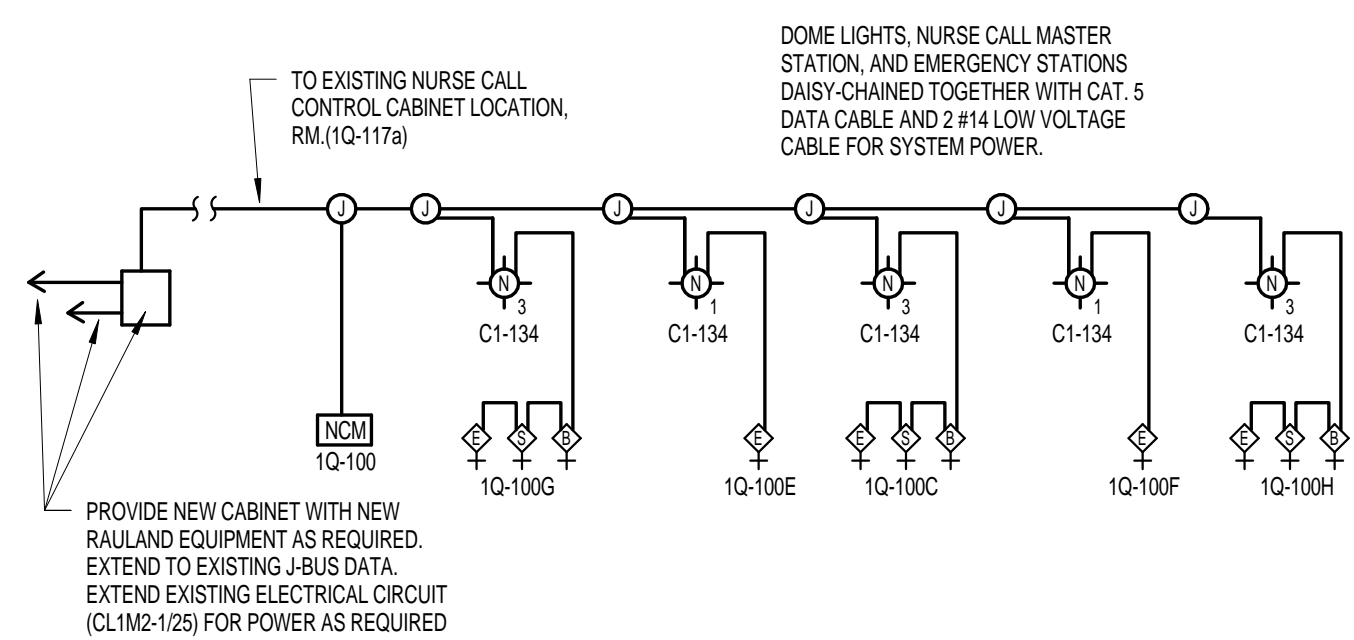 DOME LIGHTS, NURSE CALL MASTER
STATION, AND EMERGENCY STATIONS
DAISY-CHAINED TOGETHER WITH CAT. 5
DATA CABLE AND 2 #14 LOW VOLTAGE
CABLE FOR SYSTEM POWER.
TO EXISTING NURSE CALL
CONTROL CABINET LOCATION,
RM.(1Q-117a)
J J J J J J
N N N N N
3 1 3 1 3
C1-134 C1-134 C1-134 C1-134 C1-134
NCM
1Q-100
E S B E E S B E E S B
1Q-100G 1Q-100E 1Q-100C 1Q-100F 1Q-100H
PROVIDE NEW CABINET WITH NEW
RAULAND EQUIPMENT AS REQUIRED.
EXTEND TO EXISTING J-BUS DATA.
EXTEND EXISTING ELECTRICAL CIRCUIT
(CL1M2-1/25) FOR POWER AS REQUIRED